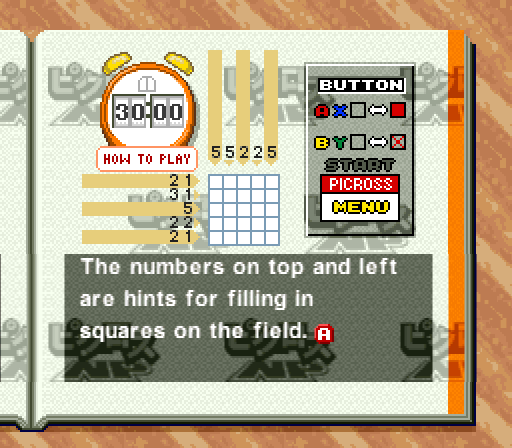 30:00
HOW TO PLAY
5 5 2 2 5
2 1
3 1
5
2 2
2 1
BUTTON
A X ⇔
B Y ⇔
START
PICROSS
MENU
The numbers on top and left
are hints for filling in
squares on the field. A